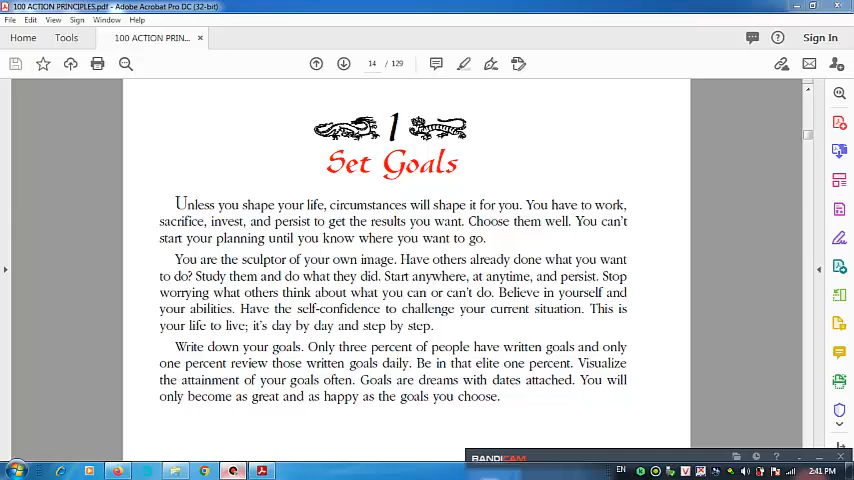 100 ACTION PRINCIPLES.pdf - Adobe Acrobat Pro DC (32-bit)
File Edit View Sign Window Help
Home Tools 100 ACTION PRIN... × Sign In
14 / 129
1
Set Goals
Unless you shape your life, circumstances will shape it for you. You have to work,
sacrifice, invest, and persist to get the results you want. Choose them well. You can't
start your planning until you know where you want to go.
You are the sculptor of your own image. Have others already done what you want
to do? Study them and do what they did. Start anywhere, at anytime, and persist. Stop
worrying what others think about what you can or can't do. Believe in yourself and
your abilities. Have the self-confidence to challenge your current situation. This is
your life to live; it's day by day and step by step.
Write down your goals. Only three percent of people have written goals and only
one percent review those written goals daily. Be in that elite one percent. Visualize
the attainment of your goals often. Goals are dreams with dates attached. You will
only become as great and as happy as the goals you choose.
BANDICAM
EN 2:41 PM